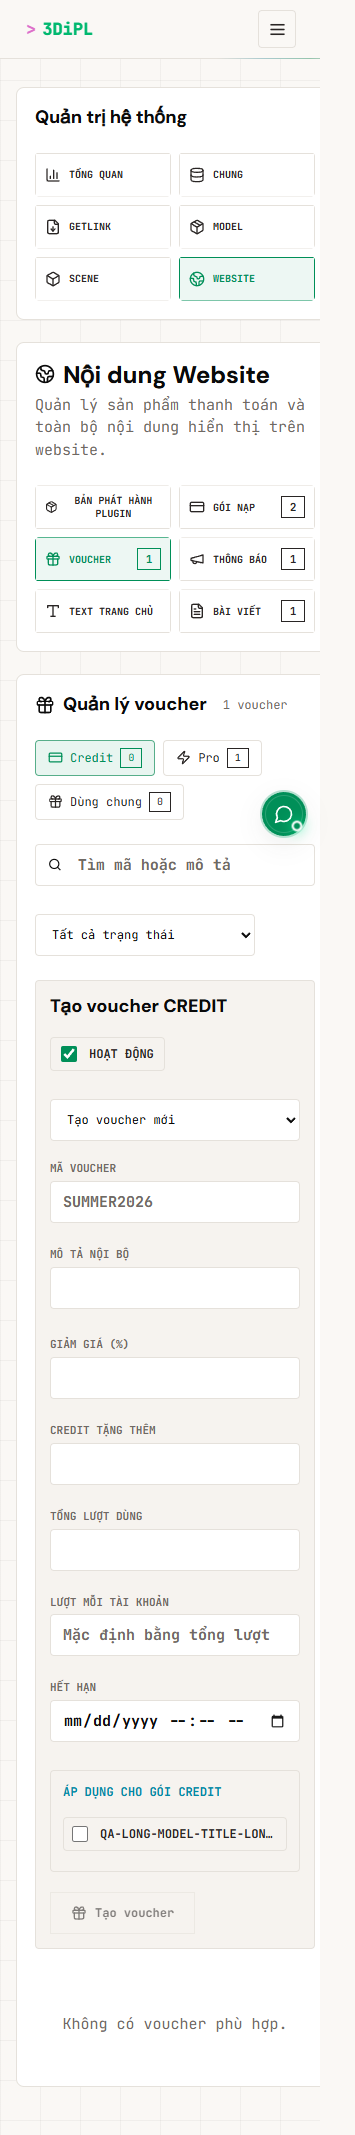 > 3DiPL
Quản trị hệ thống
TỔNG QUAN
CHUNG
GETLINK
MODEL
SCENE
WEBSITE
Nội dung Website
Quản lý sản phẩm thanh toán và
toàn bộ nội dung hiển thị trên
website.
BẢN PHÁT HÀNH
PLUGIN
GÓI NẠP 2
VOUCHER 1
THÔNG BÁO 1
TEXT TRANG CHỦ
BÀI VIẾT 1
Quản lý voucher 1 voucher
Credit 0
Pro 1
Dùng chung 0
Tìm mã hoặc mô tả
Tất cả trạng thái
Tạo voucher CREDIT
HOẠT ĐỘNG
Tạo voucher mới
MÃ VOUCHER
SUMMER2026
MÔ TẢ NỘI BỘ
GIẢM GIÁ (%)
CREDIT TẶNG THÊM
TỔNG LƯỢT DÙNG
LƯỢT MỖI TÀI KHOẢN
Mặc định bằng tổng lượt
HẾT HẠN
mm/dd/yyyy --:-- --
ÁP DỤNG CHO GÓI CREDIT
QA-LONG-MODEL-TITLE-LON…
Tạo voucher
Không có voucher phù hợp.